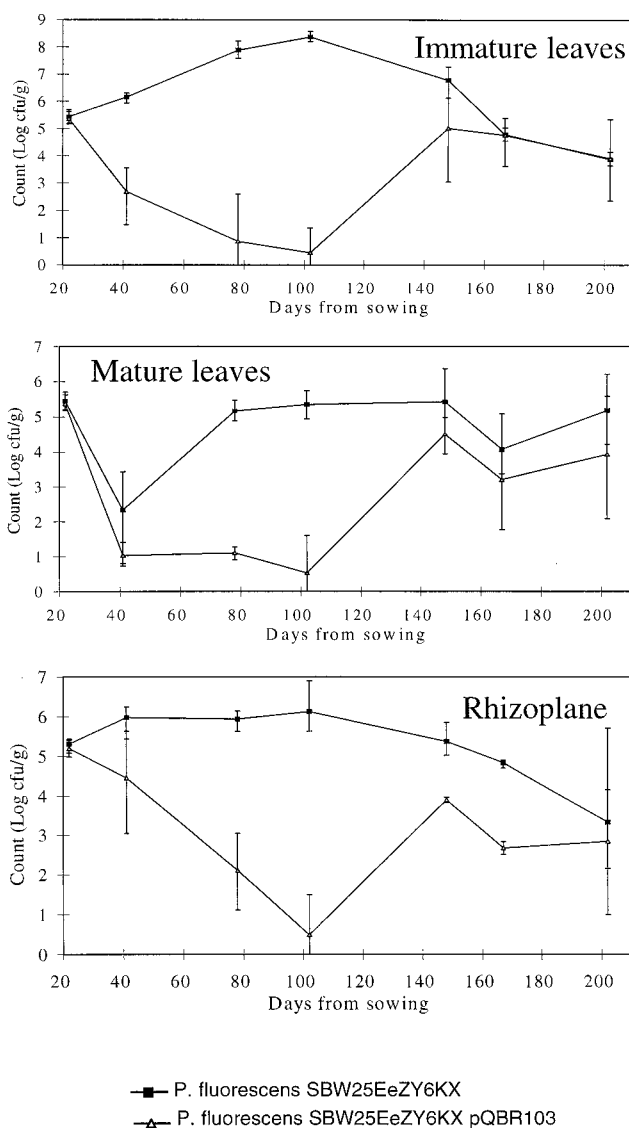 9
8
7
6
5
4
3
2
1
0
Count (Log cfu/g)
Immature leaves
20 40 60 80 100 120 140 160 180 200
Days from sowing
7
6
5
4
3
2
1
0
Count (Log cfu/g)
Mature leaves
20 40 60 80 100 120 140 160 180 200
Days from sowing
7
6
5
4
3
2
1
0
Count (Log cfu/g)
Rhizoplane
20 40 60 80 100 120 140 160 180 200
Days from sowing
P. fluorescens SBW25EeZY6KX
P. fluorescens SBW25EeZY6KX pQBR103